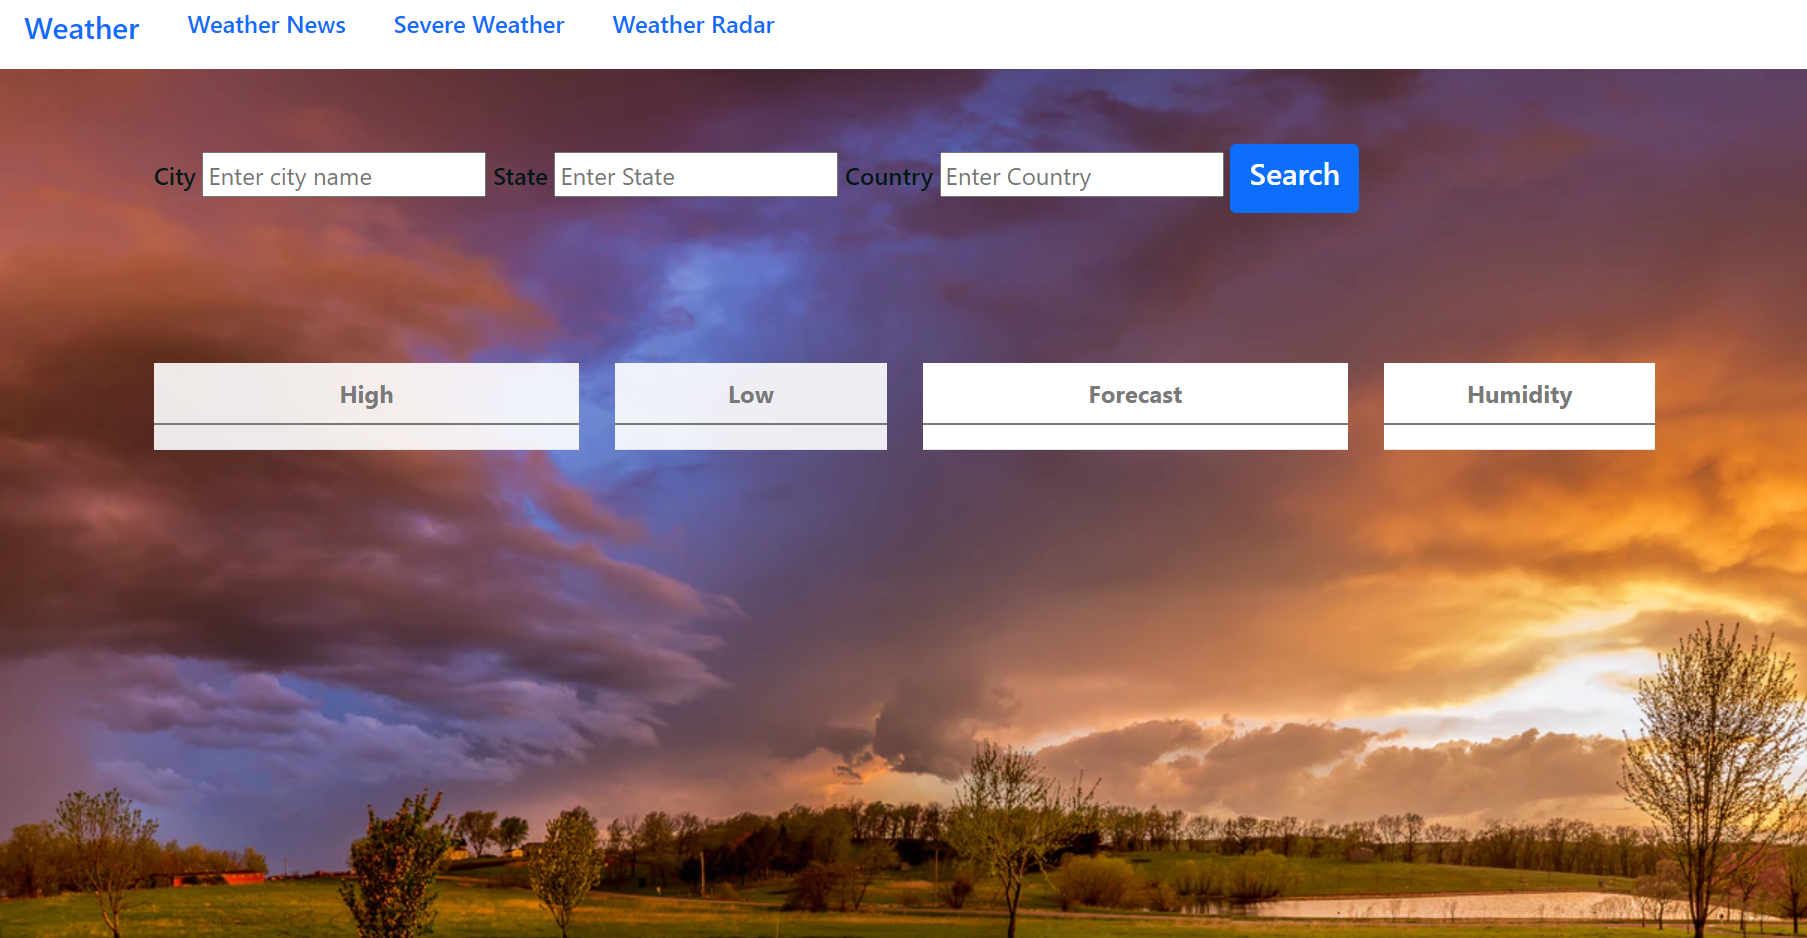 Weather Weather News Severe Weather Weather Radar
City Enter city name State Enter State Country Enter Country Search
High Low Forecast Humidity